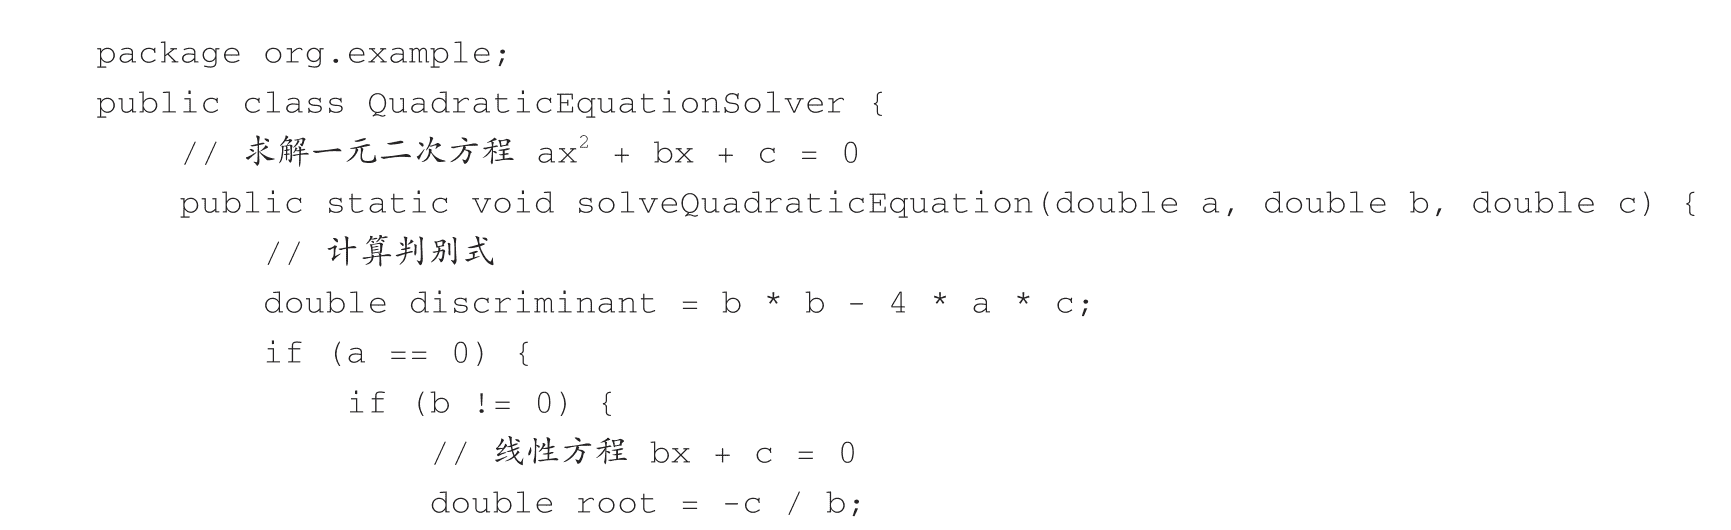 package org.example;
public class QuadraticEquationSolver {
    // 求解一元二次方程 ax² + bx + c = 0
    public static void solveQuadraticEquation(double a, double b, double c) {
        // 计算判别式
        double discriminant = b * b - 4 * a * c;
        if (a == 0) {
            if (b != 0) {
                // 线性方程 bx + c = 0
                double root = -c / b;